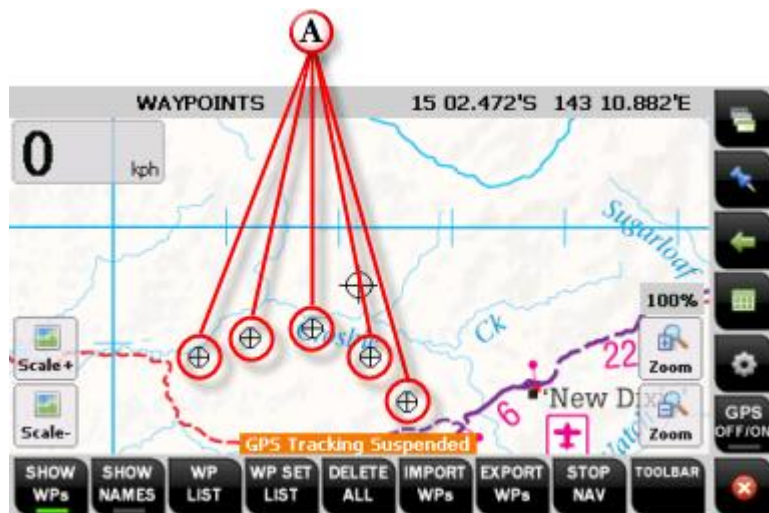 A
WAYPOINTS 15 02.472'S 143 10.882'E
0 kph
Sugarloaf
100%
Scale+
Ck
22
Zoom
'New
6
Scale-
Zoom
GPS Tracking Suspended
GPS
OFF/ON
SHOW WPs
SHOW NAMES
WP LIST
WP SET LIST
DELETE ALL
IMPORT WPs
EXPORT WPs
STOP NAV
TOOLBAR